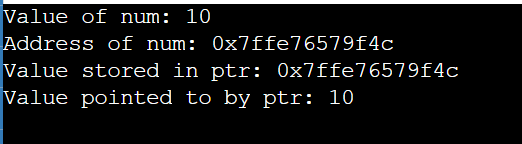 Value of num: 10
Address of num: 0x7ffe76579f4c
Value stored in ptr: 0x7ffe76579f4c
Value pointed to by ptr: 10